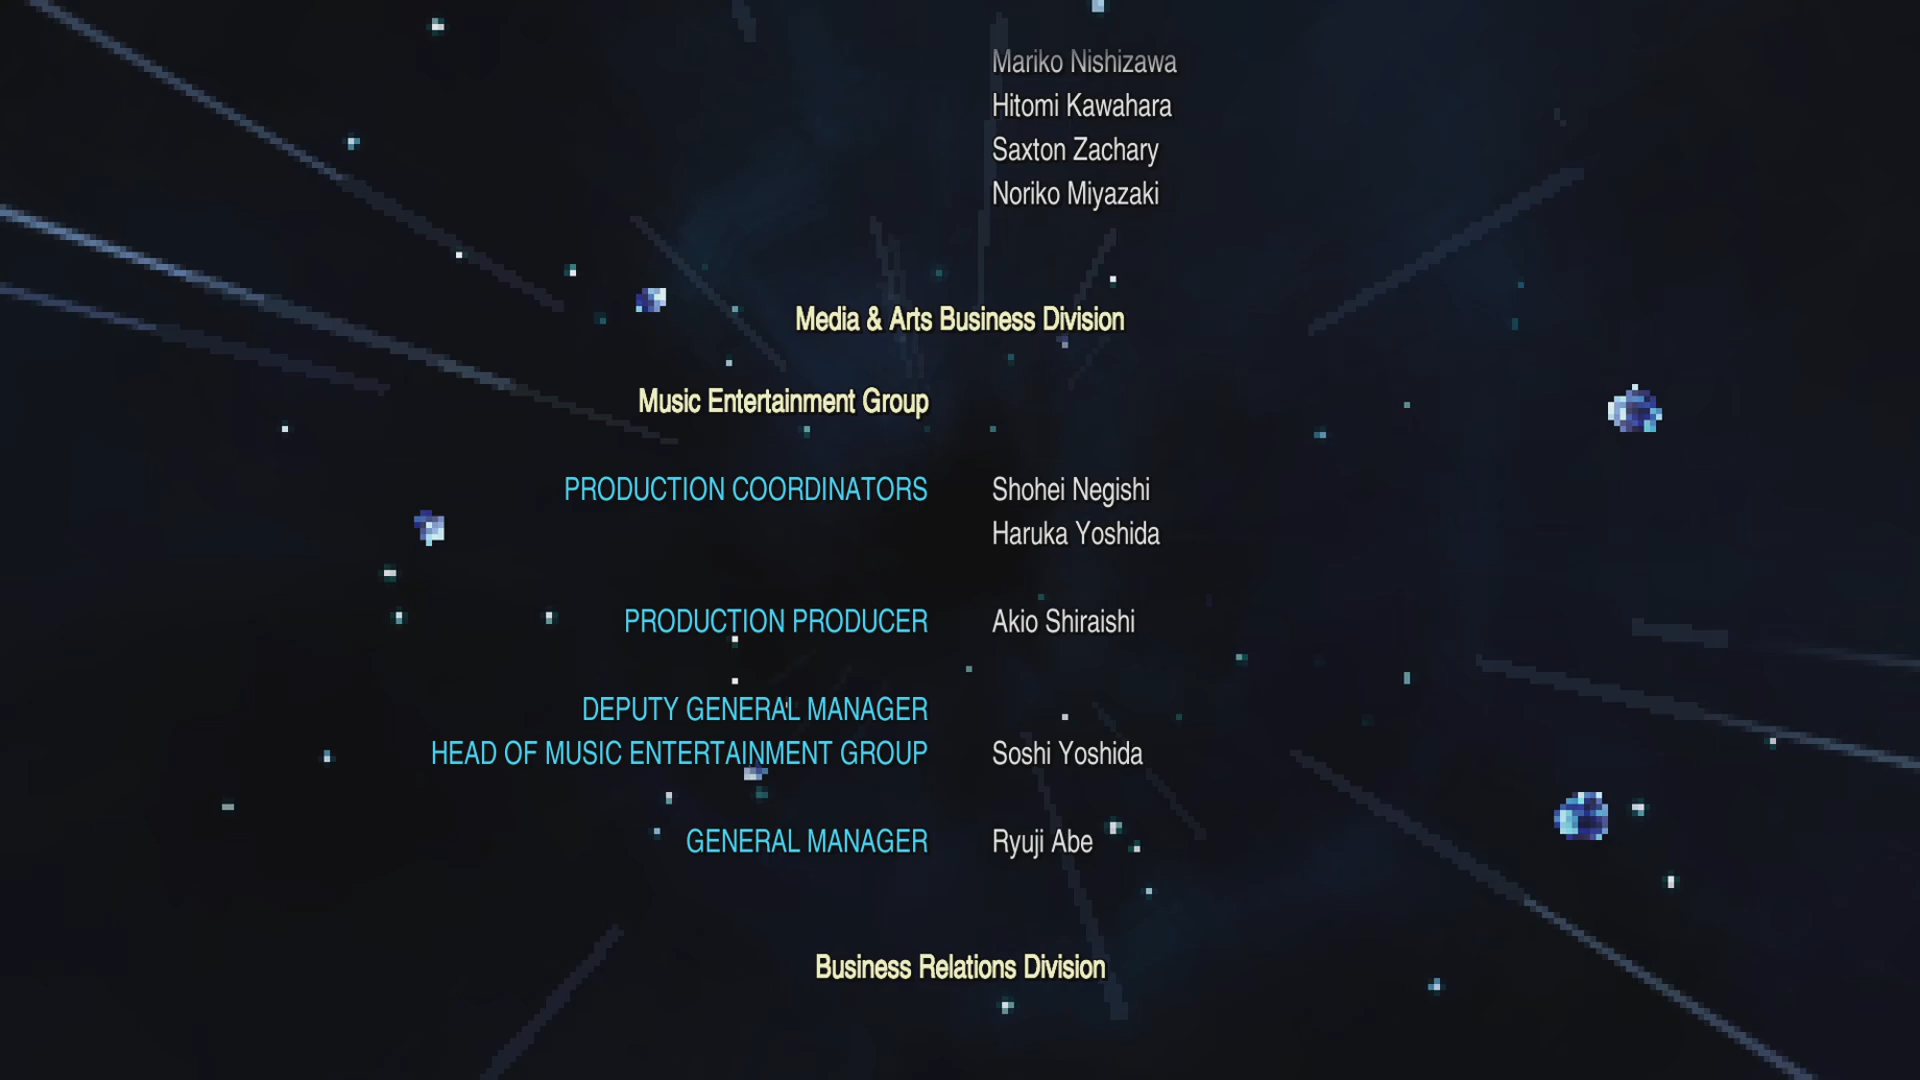 Mariko Nishizawa
Hitomi Kawahara
Saxton Zachary
Noriko Miyazaki
Media & Arts Business Division
Music Entertainment Group
PRODUCTION COORDINATORS Shohei Negishi
Haruka Yoshida
PRODUCTION PRODUCER Akio Shiraishi
DEPUTY GENERAL MANAGER
HEAD OF MUSIC ENTERTAINMENT GROUP Soshi Yoshida
GENERAL MANAGER Ryuji Abe
Business Relations Division